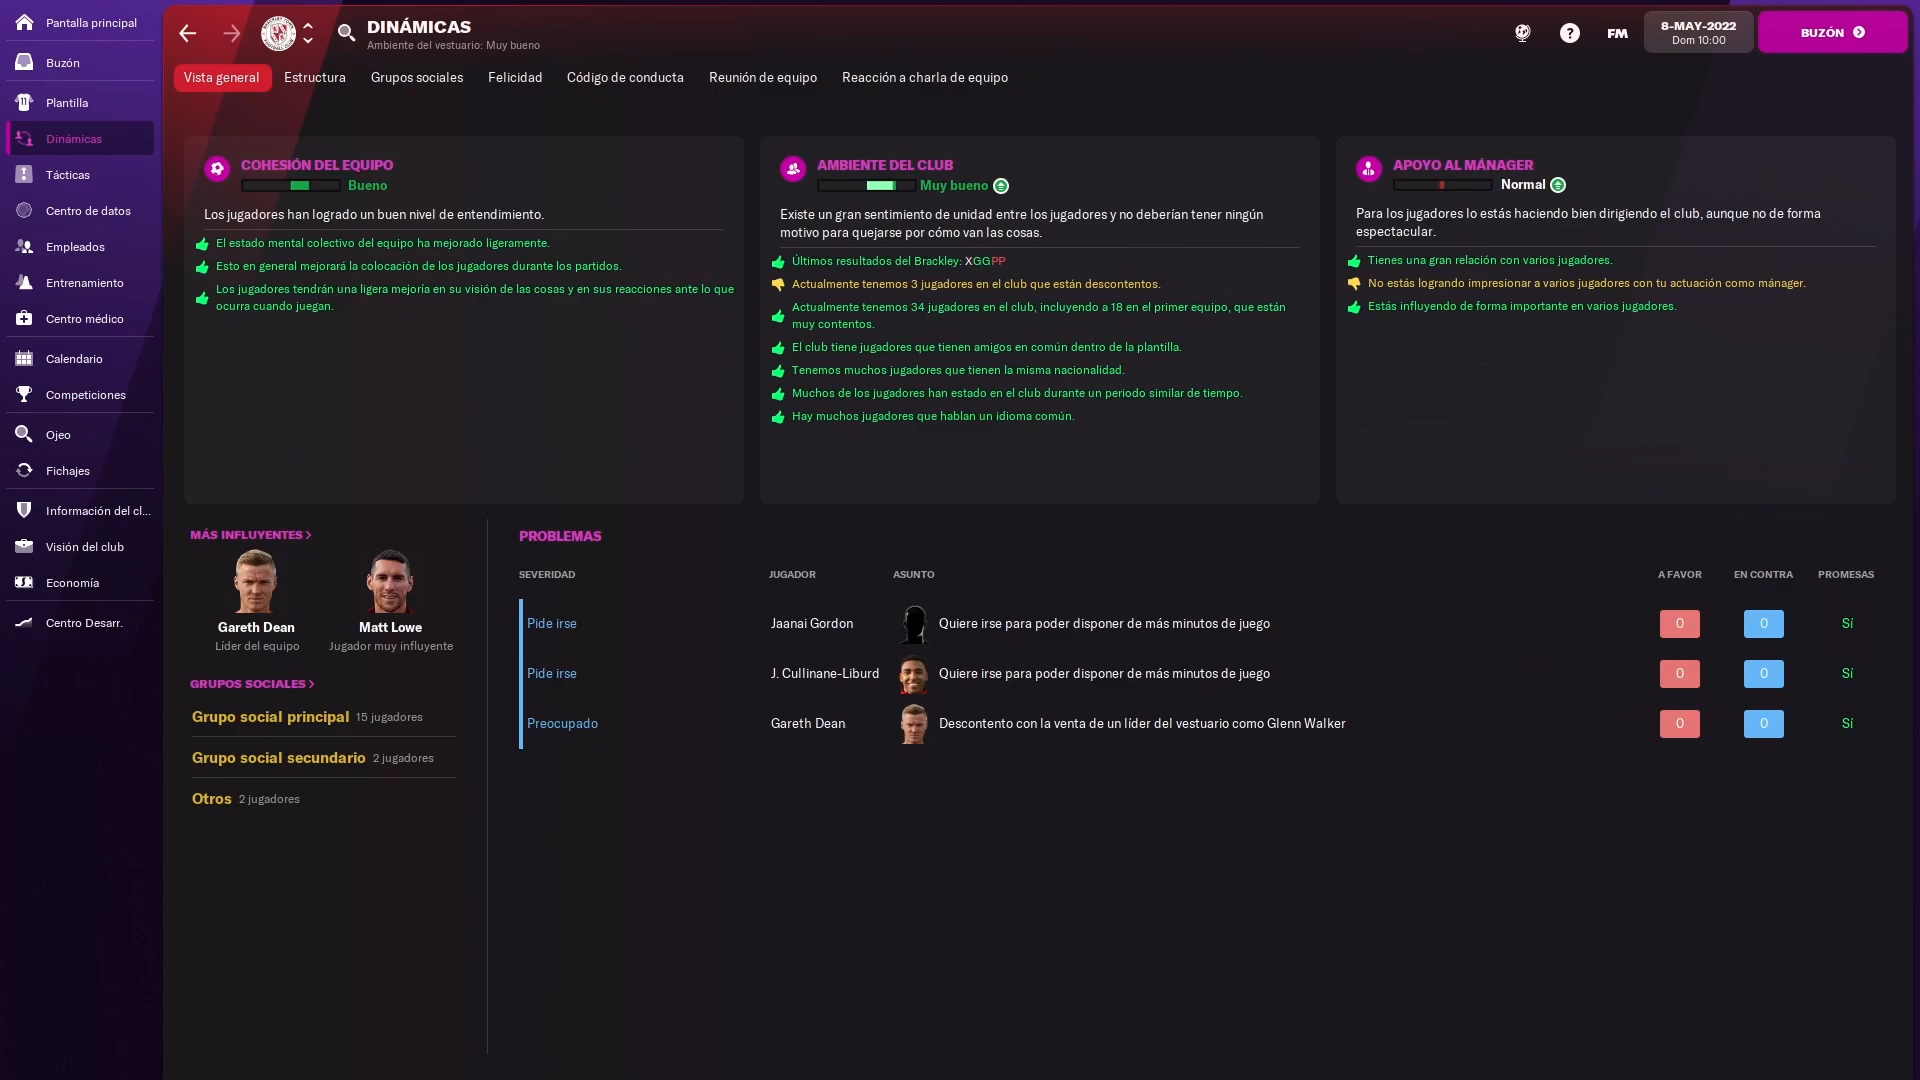 Pantalla principal
Buzón
Plantilla
Dinámicas
Tácticas
Centro de datos
Empleados
Entrenamiento
Centro médico
Calendario
Competiciones
Ojeo
Fichajes
Información del cl...
Visión del club
Economía
Centro Desarr.
DINÁMICAS
Ambiente del vestuario: Muy bueno
?
FM
8-MAY-2022
Dom 10:00
BUZÓN
Vista general Estructura Grupos sociales Felicidad Código de conducta Reunión de equipo Reacción a charla de equipo
COHESIÓN DEL EQUIPO
Bueno
Los jugadores han logrado un buen nivel de entendimiento.
El estado mental colectivo del equipo ha mejorado ligeramente.
Esto en general mejorará la colocación de los jugadores durante los partidos.
Los jugadores tendrán una ligera mejoría en su visión de las cosas y en sus reacciones ante lo que
ocurra cuando juegan.
AMBIENTE DEL CLUB
Muy bueno
Existe un gran sentimiento de unidad entre los jugadores y no deberían tener ningún
motivo para quejarse por cómo van las cosas.
Últimos resultados del Brackley: XGGPP
Actualmente tenemos 3 jugadores en el club que están descontentos.
Actualmente tenemos 34 jugadores en el club, incluyendo a 18 en el primer equipo, que están
muy contentos.
El club tiene jugadores que tienen amigos en común dentro de la plantilla.
Tenemos muchos jugadores que tienen la misma nacionalidad.
Muchos de los jugadores han estado en el club durante un periodo similar de tiempo.
Hay muchos jugadores que hablan un idioma común.
APOYO AL MÁNAGER
Normal
Para los jugadores lo estás haciendo bien dirigiendo el club, aunque no de forma
espectacular.
Tienes una gran relación con varios jugadores.
No estás logrando impresionar a varios jugadores con tu actuación como mánager.
Estás influyendo de forma importante en varios jugadores.
MÁS INFLUYENTES >
Gareth Dean
Líder del equipo
Matt Lowe
Jugador muy influyente
GRUPOS SOCIALES >
Grupo social principal 15 jugadores
Grupo social secundario 2 jugadores
Otros 2 jugadores
PROBLEMAS
SEVERIDAD JUGADOR ASUNTO A FAVOR EN CONTRA PROMESAS
Pide irse Jaanai Gordon Quiere irse para poder disponer de más minutos de juego 0 0 Sí
Pide irse J. Cullinane-Liburd Quiere irse para poder disponer de más minutos de juego 0 0 Sí
Preocupado Gareth Dean Descontento con la venta de un líder del vestuario como Glenn Walker 0 0 Sí